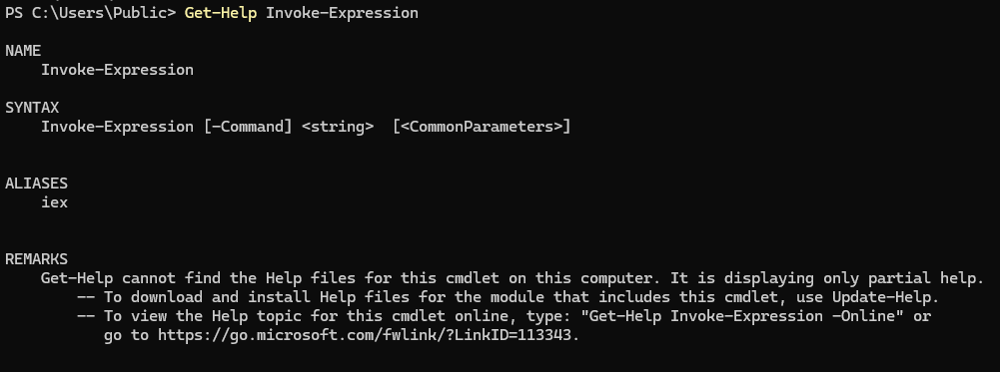 PS C:\Users\Public> Get-Help Invoke-Expression
NAME
Invoke-Expression
SYNTAX
Invoke-Expression [-Command] <string>  [<CommonParameters>]
ALIASES
iex
REMARKS
Get-Help cannot find the Help files for this cmdlet on this computer. It is displaying only partial help.
-- To download and install Help files for the module that includes this cmdlet, use Update-Help.
-- To view the Help topic for this cmdlet online, type: "Get-Help Invoke-Expression -Online" or
go to https://go.microsoft.com/fwlink/?LinkID=113343.